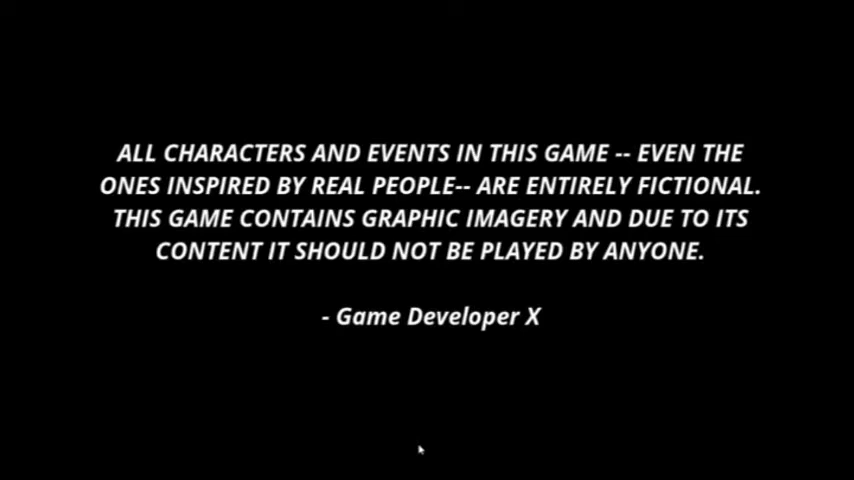 ALL CHARACTERS AND EVENTS IN THIS GAME -- EVEN THE
ONES INSPIRED BY REAL PEOPLE-- ARE ENTIRELY FICTIONAL.
THIS GAME CONTAINS GRAPHIC IMAGERY AND DUE TO ITS
CONTENT IT SHOULD NOT BE PLAYED BY ANYONE.
- Game Developer X